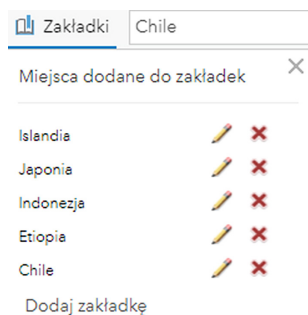 Zakładki Chile
Miejsca dodane do zakładek
Islandia
Japonia
Indonezja
Etiopia
Chile
Dodaj zakładkę